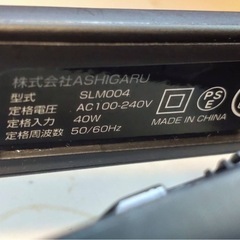 株式会社ASHIGARU
型式 SLM004
定格電圧 AC100-240V
定格入力 40W
定格周波数 50/60Hz
PSE
MADE IN CHINA